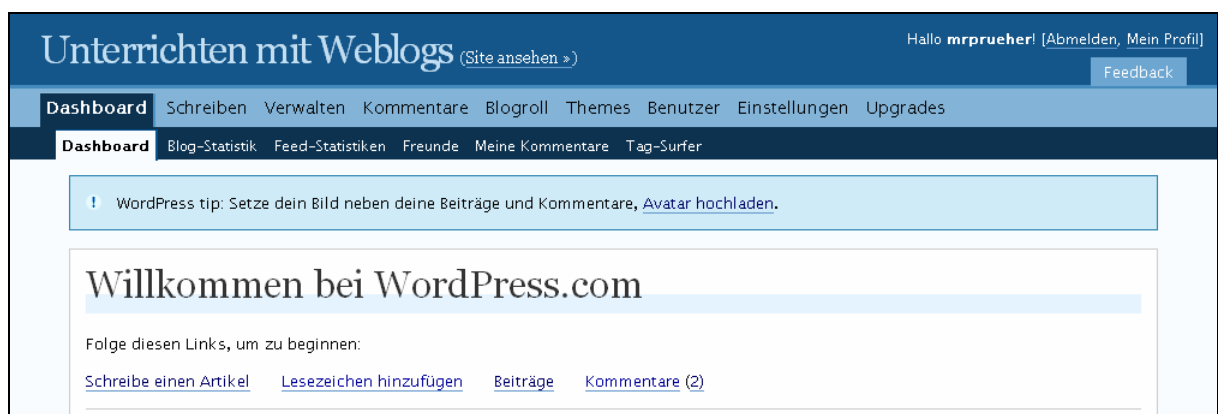 Unterrichten mit Weblogs (Site ansehen »)
Hallo mrprueher! [Abmelden, Mein Profil]
Feedback
Dashboard Schreiben Verwalten Kommentare Blogroll Themes Benutzer Einstellungen Upgrades
Dashboard Blog-Statistik Feed-Statistiken Freunde Meine Kommentare Tag-Surfer
! WordPress tip: Setze dein Bild neben deine Beiträge und Kommentare, Avatar hochladen.
Willkommen bei WordPress.com
Folge diesen Links, um zu beginnen:
Schreibe einen Artikel Lesezeichen hinzufügen Beiträge Kommentare (2)